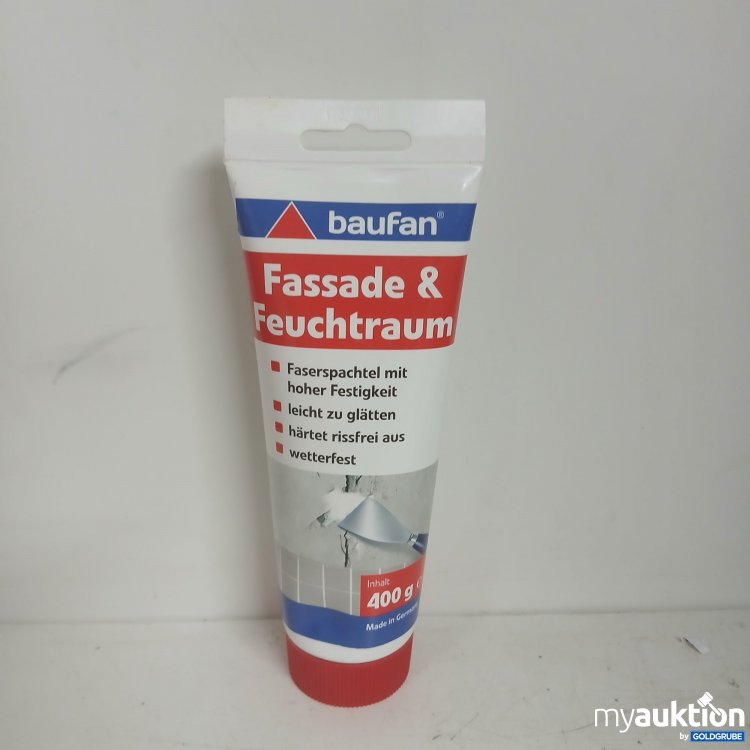 baufan®
Fassade &
Feuchtraum
Faserspachtel mit
hoher Festigkeit
leicht zu glätten
härtet rissfrei aus
wetterfest
Inhalt
400 g
Made in
myauktion
by GOLDGRUBE